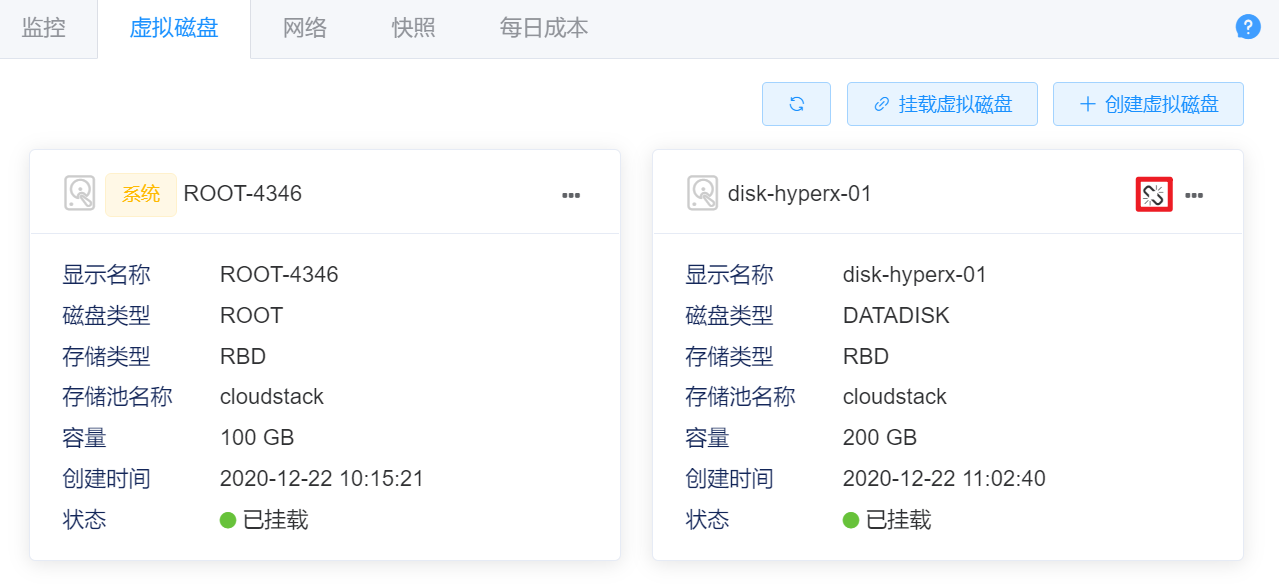 监控 虚拟磁盘 网络 快照 每日成本 ?
挂载虚拟磁盘 创建虚拟磁盘
系统 ROOT-4346
显示名称 ROOT-4346
磁盘类型 ROOT
存储类型 RBD
存储池名称 cloudstack
容量 100 GB
创建时间 2020-12-22 10:15:21
状态 已挂载
disk-hyperx-01
显示名称 disk-hyperx-01
磁盘类型 DATADISK
存储类型 RBD
存储池名称 cloudstack
容量 200 GB
创建时间 2020-12-22 11:02:40
状态 已挂载